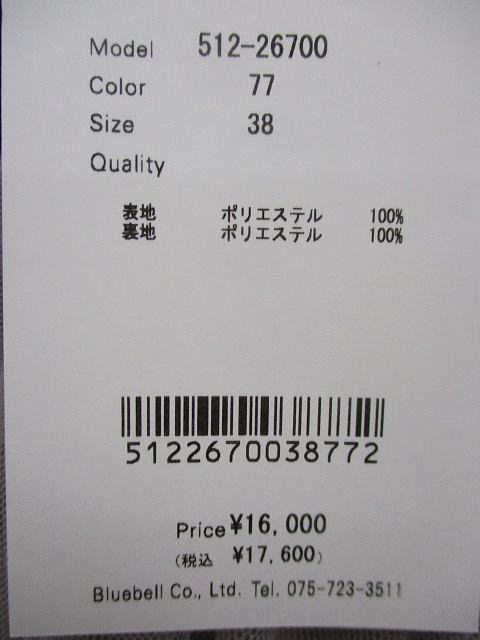 Model 512-26700
Color 77
Size 38
Quality
表地 ポリエステル 100%
裏地 ポリエステル 100%
5122670038772
Price ¥16,000
(税込 ¥17,600)
Bluebell Co., Ltd. Tel. 075-723-3511